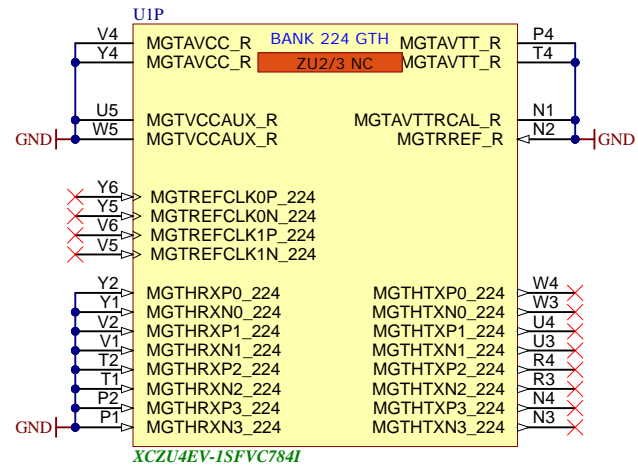 U1P
BANK 224 GTH
ZU2/3 NC
V4 MGTAVCC_R MGTAVTT_R P4
Y4 MGTAVCC_R MGTAVTT_R T4
U5 MGTVCCAUX_R MGTAVTTRCAL_R N1
GND W5 MGTVCCAUX_R MGTRREF_R N2 GND
Y6 MGTREFCLK0P_224
Y5 MGTREFCLK0N_224
V6 MGTREFCLK1P_224
V5 MGTREFCLK1N_224
Y2 MGTHRXP0_224 MGTHTXP0_224 W4
Y1 MGTHRXN0_224 MGTHTXN0_224 W3
V2 MGTHRXP1_224 MGTHTXP1_224 U4
V1 MGTHRXN1_224 MGTHTXN1_224 U3
T2 MGTHRXP2_224 MGTHTXP2_224 R4
T1 MGTHRXN2_224 MGTHTXN2_224 R3
P2 MGTHRXP3_224 MGTHTXP3_224 N4
GND P1 MGTHRXN3_224 MGTHTXN3_224 N3
XCZU4EV-1SFVC784I